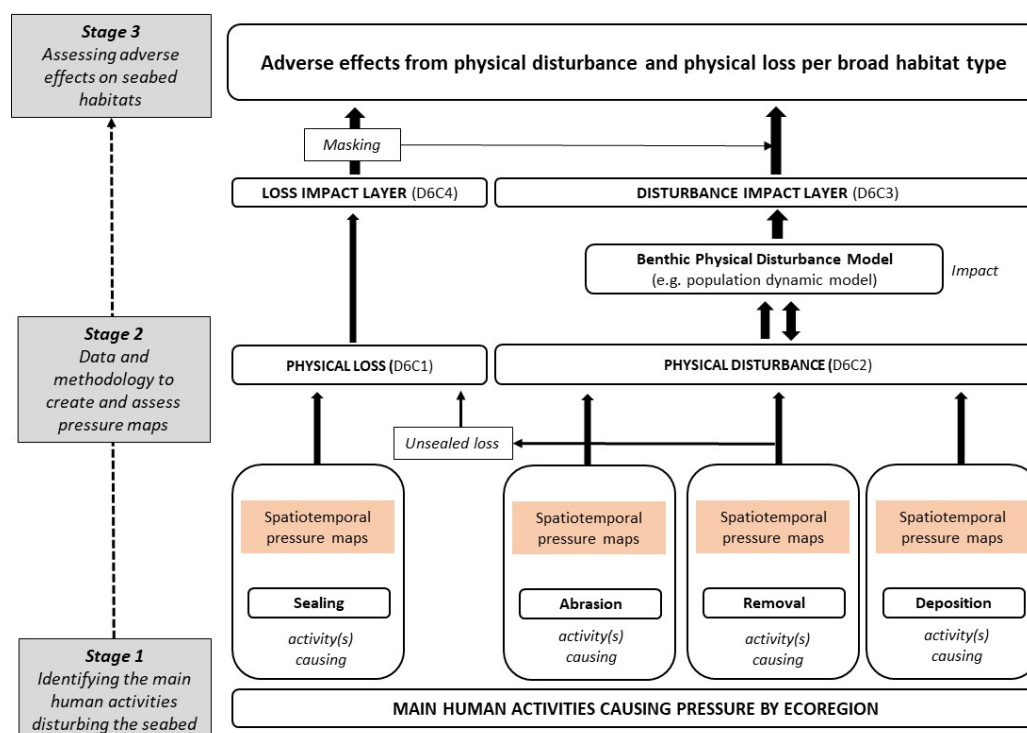 Stage 3
Assessing adverse
effects on seabed
habitats
Adverse effects from physical disturbance and physical loss per broad habitat type
Masking
LOSS IMPACT LAYER (D6C4)
DISTURBANCE IMPACT LAYER (D6C3)
Benthic Physical Disturbance Model
(e.g. population dynamic model)
Impact
Stage 2
Data and
methodology to
create and assess
pressure maps
PHYSICAL LOSS (D6C1)
PHYSICAL DISTURBANCE (D6C2)
Unsealed loss
Spatiotemporal
pressure maps
Sealing
activity(s)
causing
Spatiotemporal
pressure maps
Abrasion
activity(s)
causing
Spatiotemporal
pressure maps
Removal
activity(s)
causing
Spatiotemporal
pressure maps
Deposition
activity(s)
causing
Stage 1
Identifying the main
human activities
disturbing the seabed
MAIN HUMAN ACTIVITIES CAUSING PRESSURE BY ECOREGION